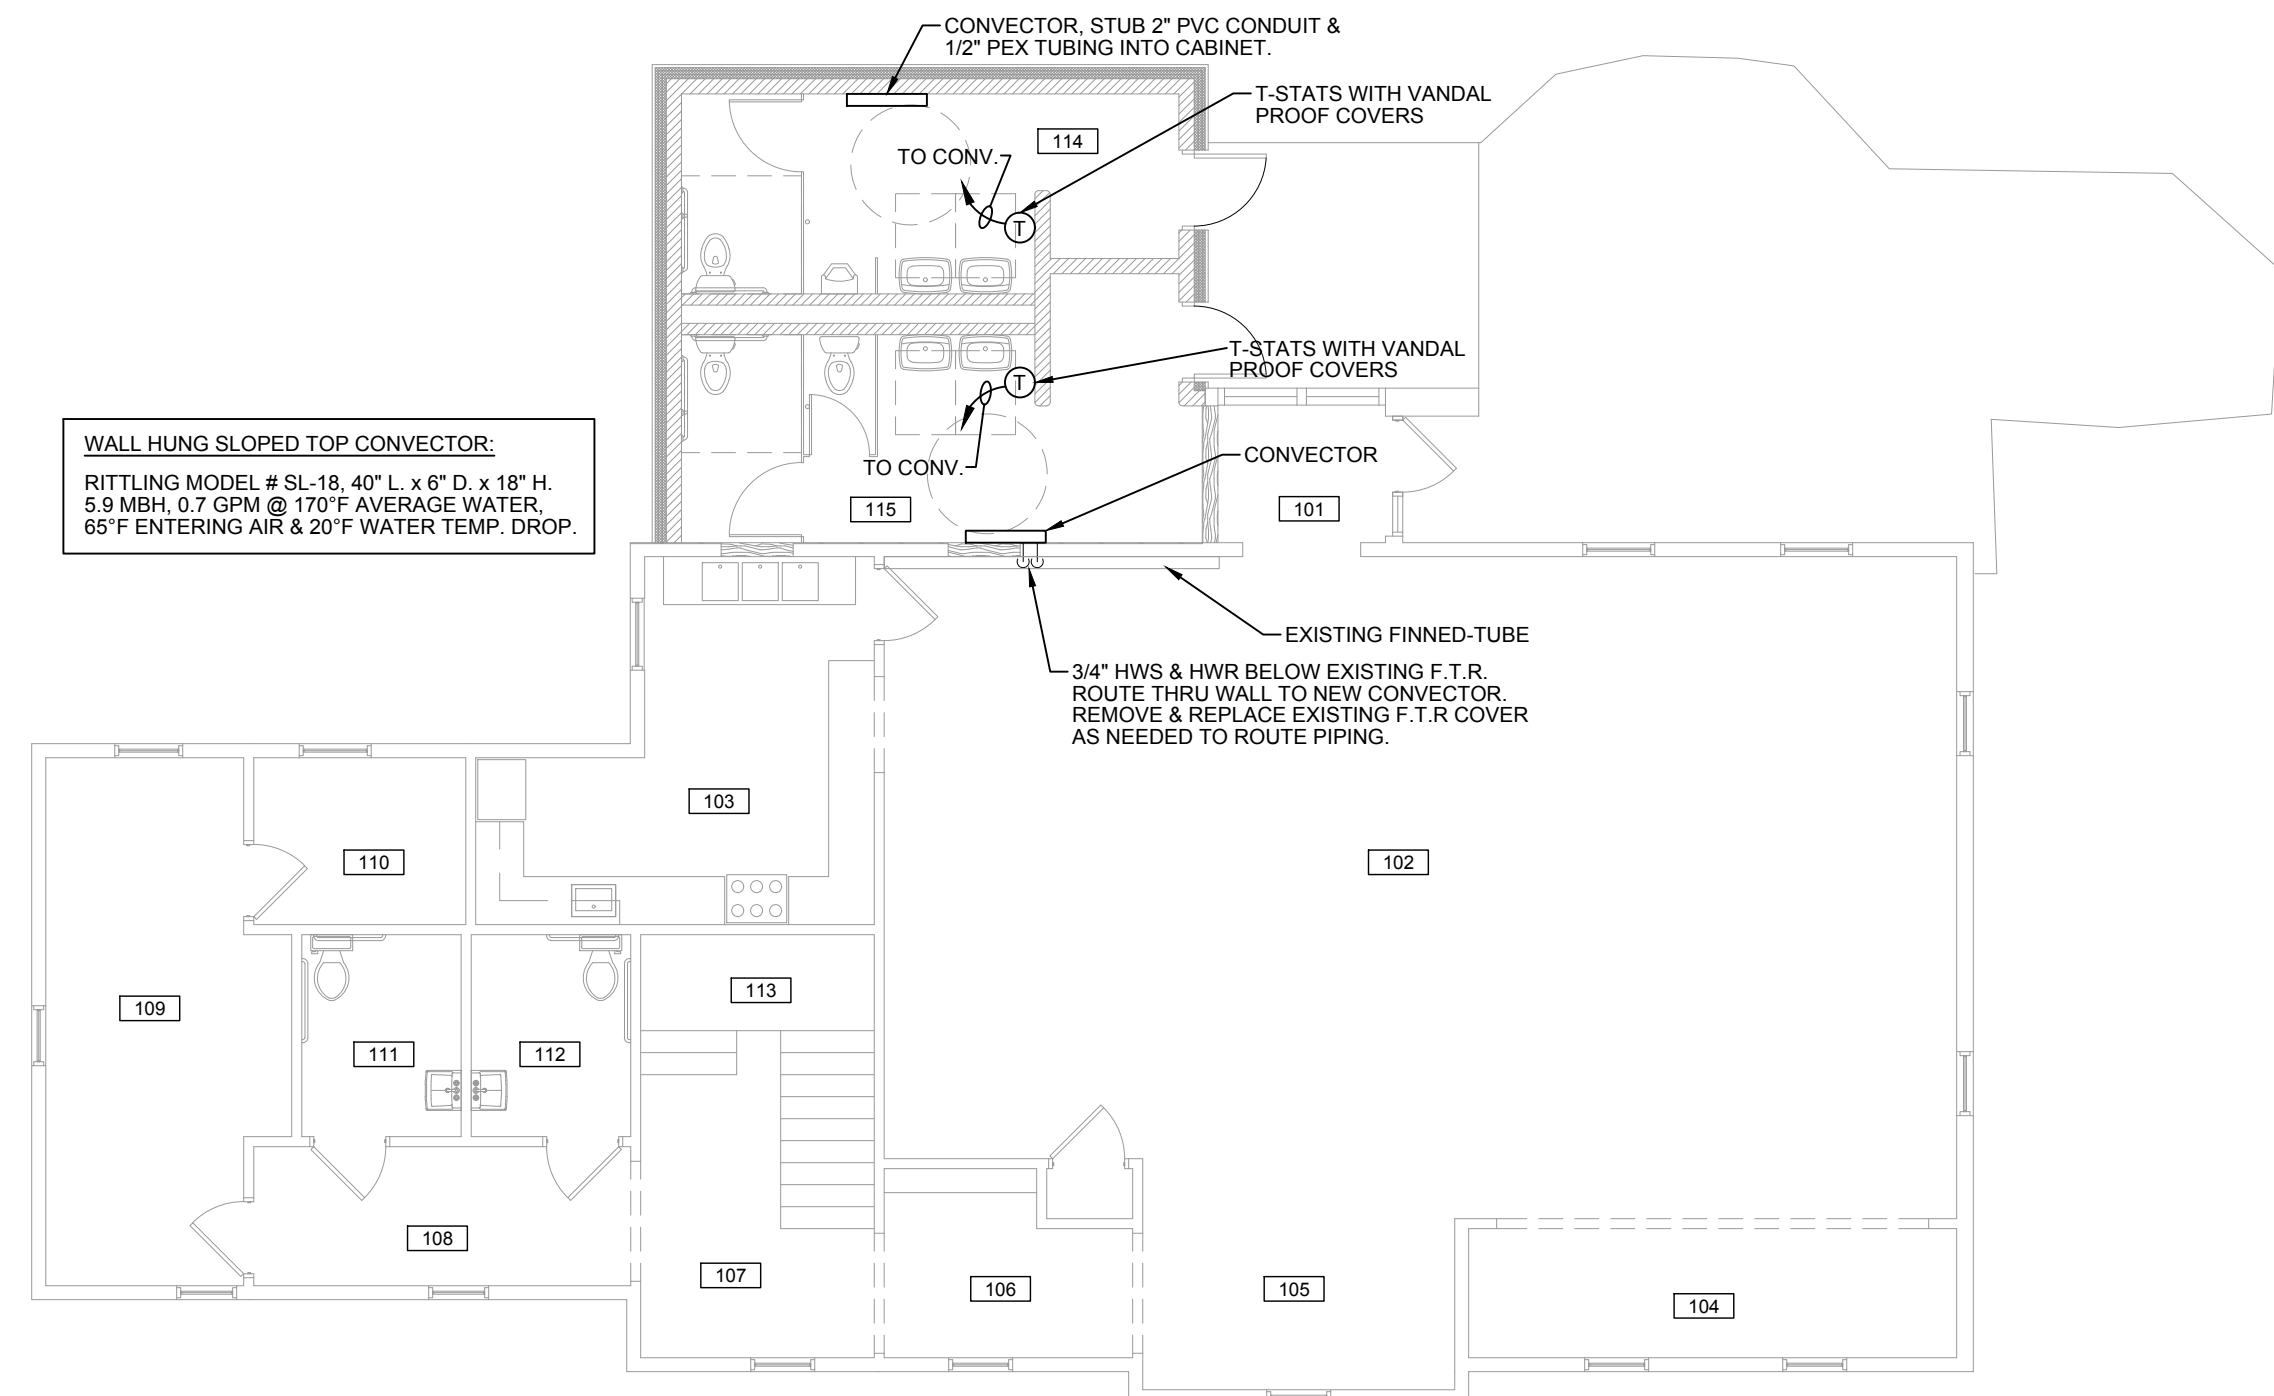 CONVECTOR, STUB 2" PVC CONDUIT &
1/2" PEX TUBING INTO CABINET.
T-STATS WITH VANDAL
PROOF COVERS
114
TO CONV.
T
T-STATS WITH VANDAL
PROOF COVERS
T
WALL HUNG SLOPED TOP CONVECTOR:
RITTLING MODEL # SL-18, 40" L. x 6" D. x 18" H.
5.9 MBH, 0.7 GPM @ 170°F AVERAGE WATER,
65°F ENTERING AIR & 20°F WATER TEMP. DROP.
TO CONV.
CONVECTOR
115
101
EXISTING FINNED-TUBE
3/4" HWS & HWR BELOW EXISTING F.T.R.
ROUTE THRU WALL TO NEW CONVECTOR.
REMOVE & REPLACE EXISTING F.T.R COVER
AS NEEDED TO ROUTE PIPING.
103
110
102
113
109
111
112
108
107
106
105
104